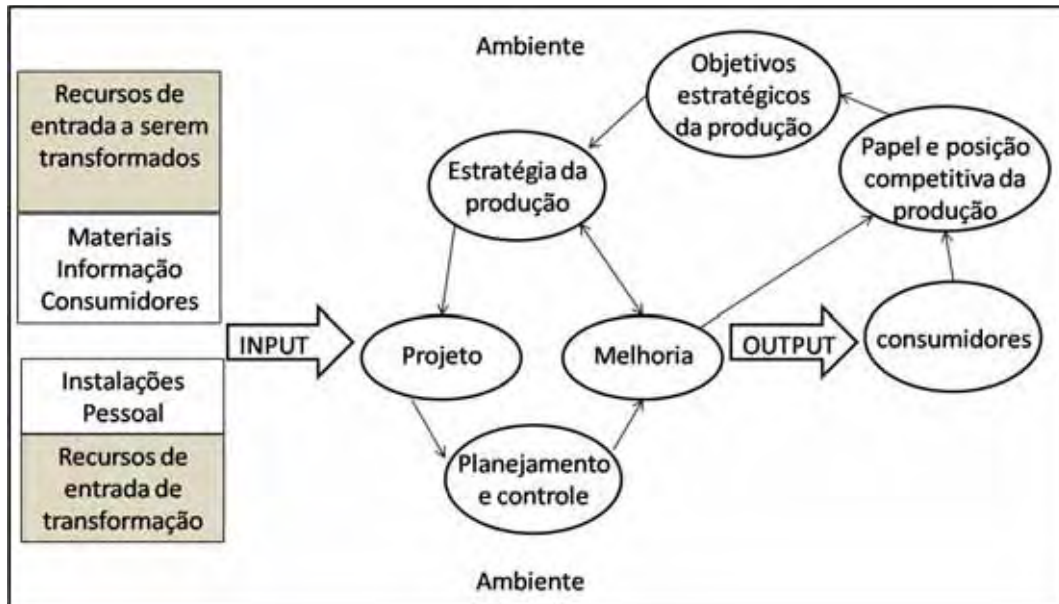 Ambiente
Recursos de
entrada a serem
transformados
Materiais
Informação
Consumidores
Instalações
Pessoal
Recursos de
entrada de
transformação
INPUT
Estratégia da
produção
Projeto
Planejamento
e controle
Melhoria
Objetivos
estratégicos
da produção
Papel e posição
competitiva da
produção
OUTPUT
consumidores
Ambiente